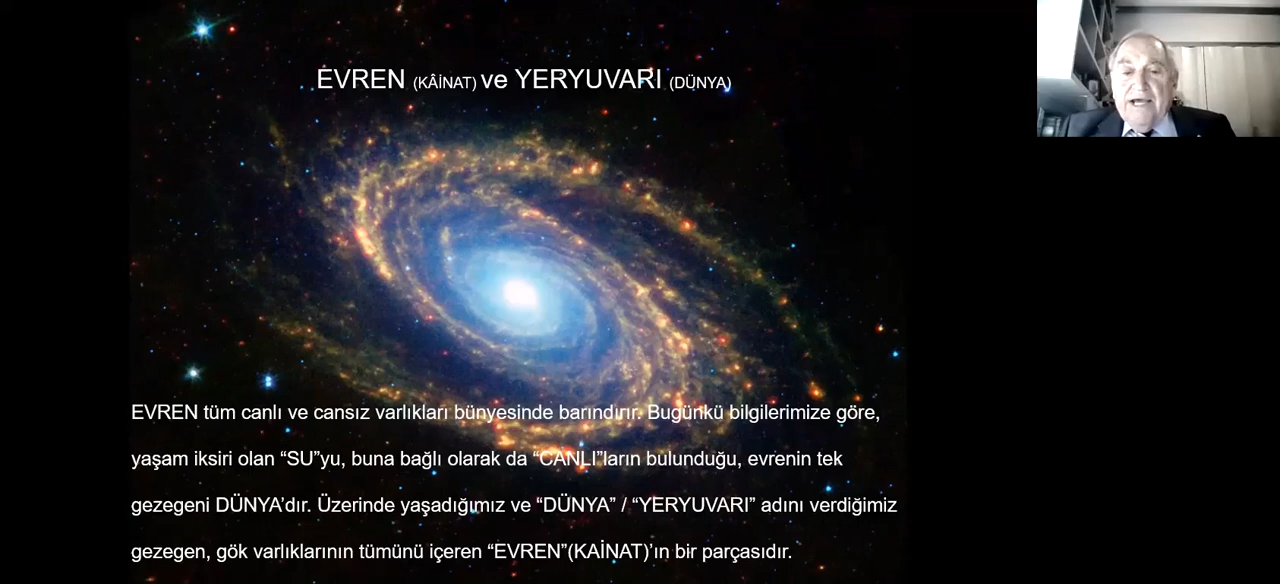 EVREN (KÂİNAT) ve YERYUVARI (DÜNYA)
EVREN tüm canlı ve cansız varlıkları bünyesinde barındırır. Bugünkü bilgilerimize göre,
yaşam iksiri olan “SU”yu, buna bağlı olarak da “CANLI”ların bulunduğu, evrenin tek
gezegeni DÜNYA’dır. Üzerinde yaşadığımız ve “DÜNYA” / “YERYUVARI” adını verdiğimiz
gezegen, gök varlıklarının tümünü içeren “EVREN”(KAİNAT)’ın bir parçasıdır.